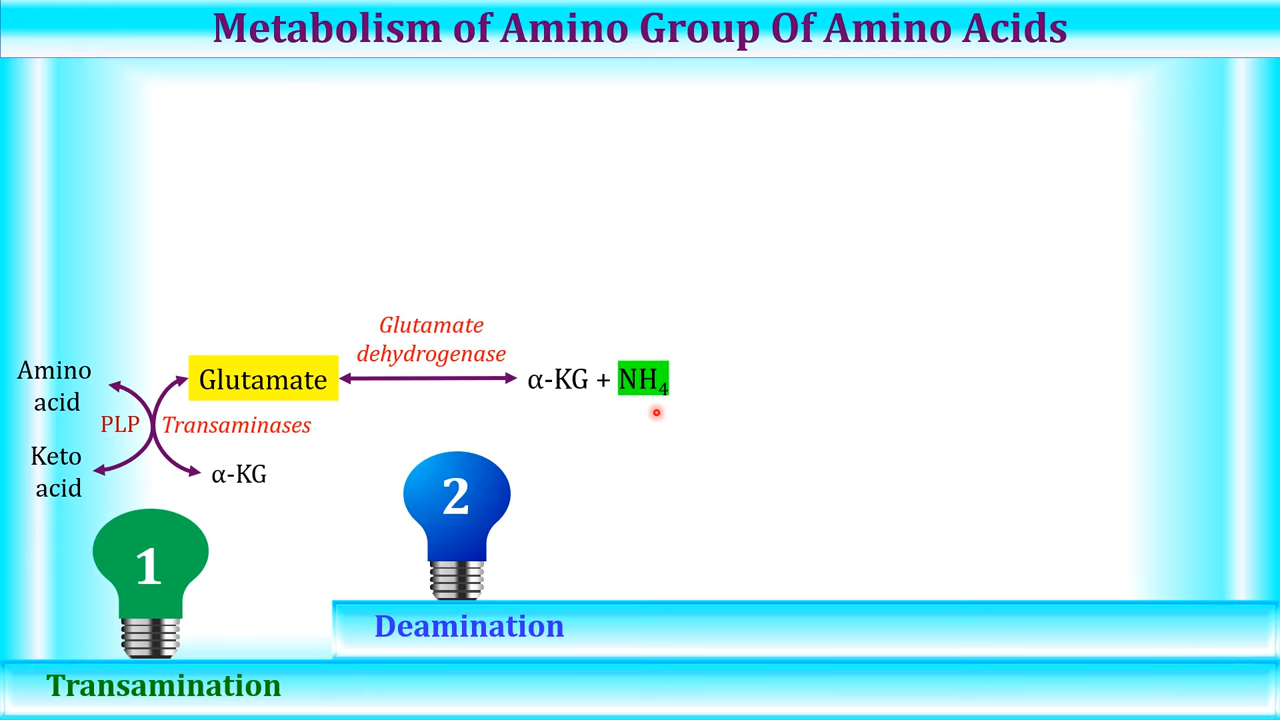 Metabolism of Amino Group Of Amino Acids
Glutamate
dehydrogenase
Amino
acid
Glutamate
α-KG + NH₄
PLP
Transaminases
Keto
acid
α-KG
2
1
Deamination
Transamination